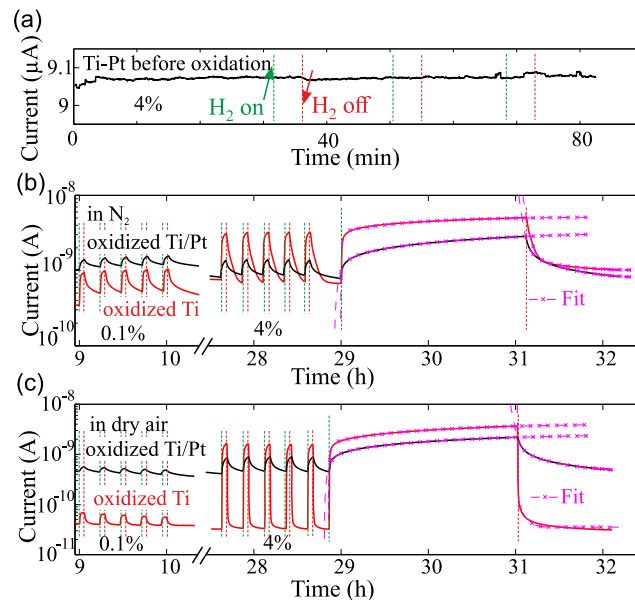 (a)
Current (µA)
9.1
9
Ti-Pt before oxidation
4%
H₂ on
H₂ off
0
40
80
Time (min)
(b)
Current (A)
10⁻⁸
10⁻⁹
10⁻¹⁰
in N₂
oxidized Ti/Pt
oxidized Ti
0.1%
4%
Fit
9
10
28
29
30
31
32
Time (h)
(c)
Current (A)
10⁻⁸
10⁻⁹
10⁻¹⁰
10⁻¹¹
in dry air
oxidized Ti/Pt
oxidized Ti
0.1%
4%
Fit
9
10
28
29
30
31
32
Time (h)